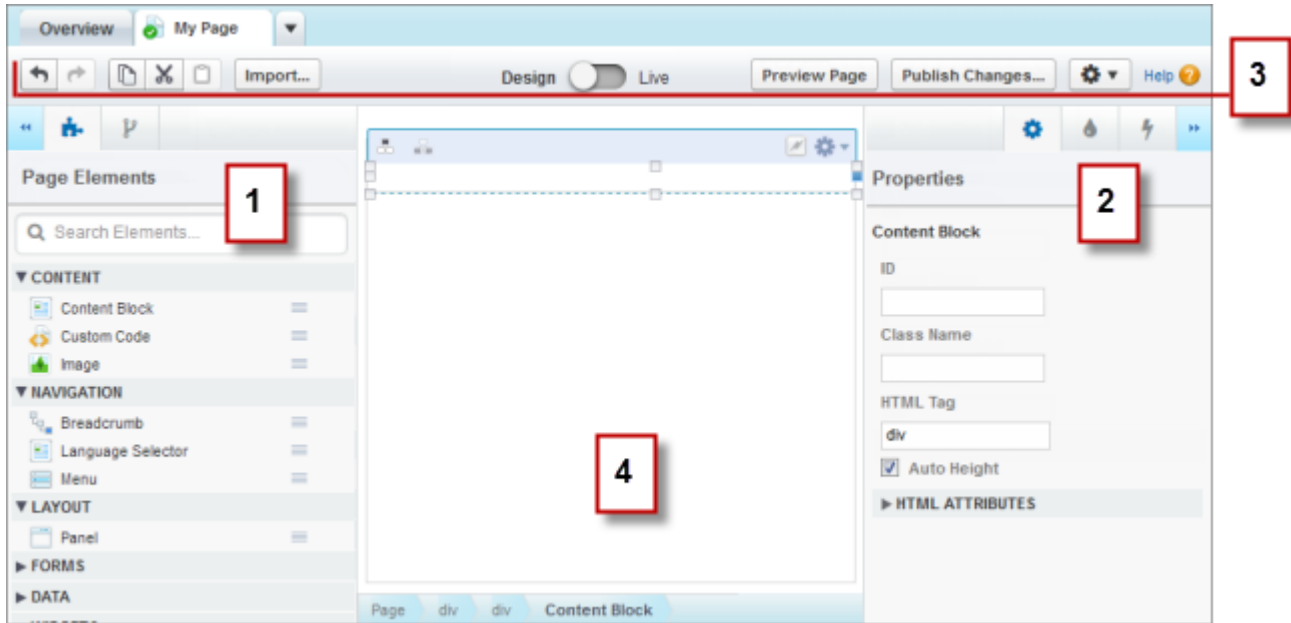 Overview
My Page
Import...
Design
Live
Preview Page
Publish Changes...
Help ?
3
Page Elements
1
Search Elements...
CONTENT
Content Block
Custom Code
Image
NAVIGATION
Breadcrumb
Language Selector
Menu
LAYOUT
Panel
FORMS
DATA
4
Page
div
div
Content Block
Properties
2
Content Block
ID
Class Name
HTML Tag
div
Auto Height
HTML ATTRIBUTES